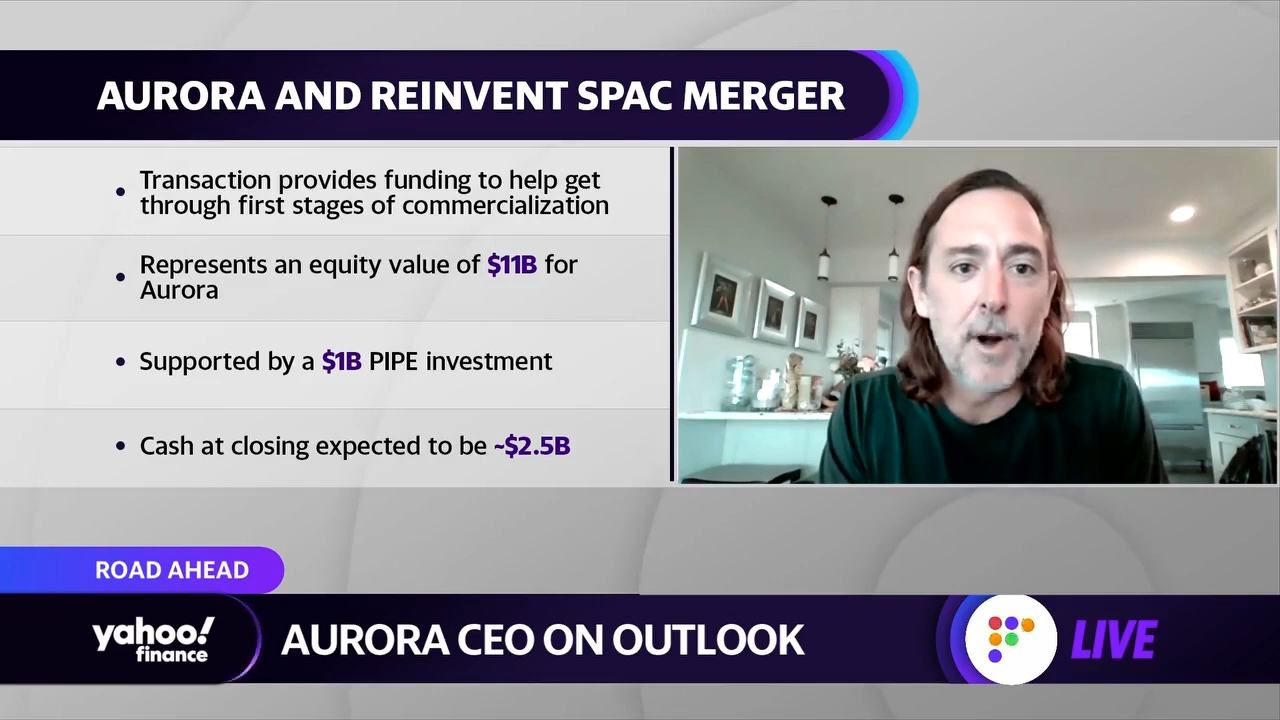 AURORA AND REINVENT SPAC MERGER
• Transaction provides funding to help get
through first stages of commercialization
• Represents an equity value of $11B for
Aurora
• Supported by a $1B PIPE investment
• Cash at closing expected to be ~$2.5B
ROAD AHEAD
yahoo!
finance
AURORA CEO ON OUTLOOK
LIVE